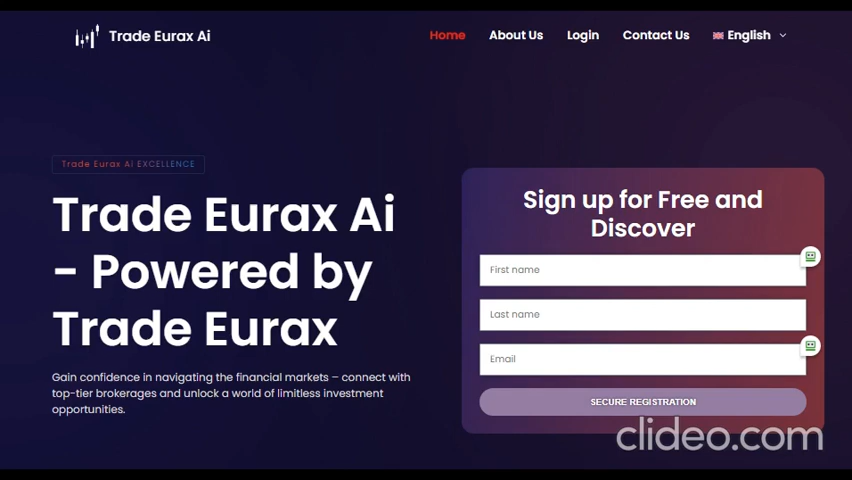 Trade Eurax Ai
Home
About Us
Login
Contact Us
English
Trade Eurax Ai EXCELLENCE
Trade Eurax Ai
- Powered by
Trade Eurax
Gain confidence in navigating the financial markets – connect with
top-tier brokerages and unlock a world of limitless investment
opportunities.
Sign up for Free and
Discover
First name
Last name
Email
SECURE REGISTRATION
clideo.com